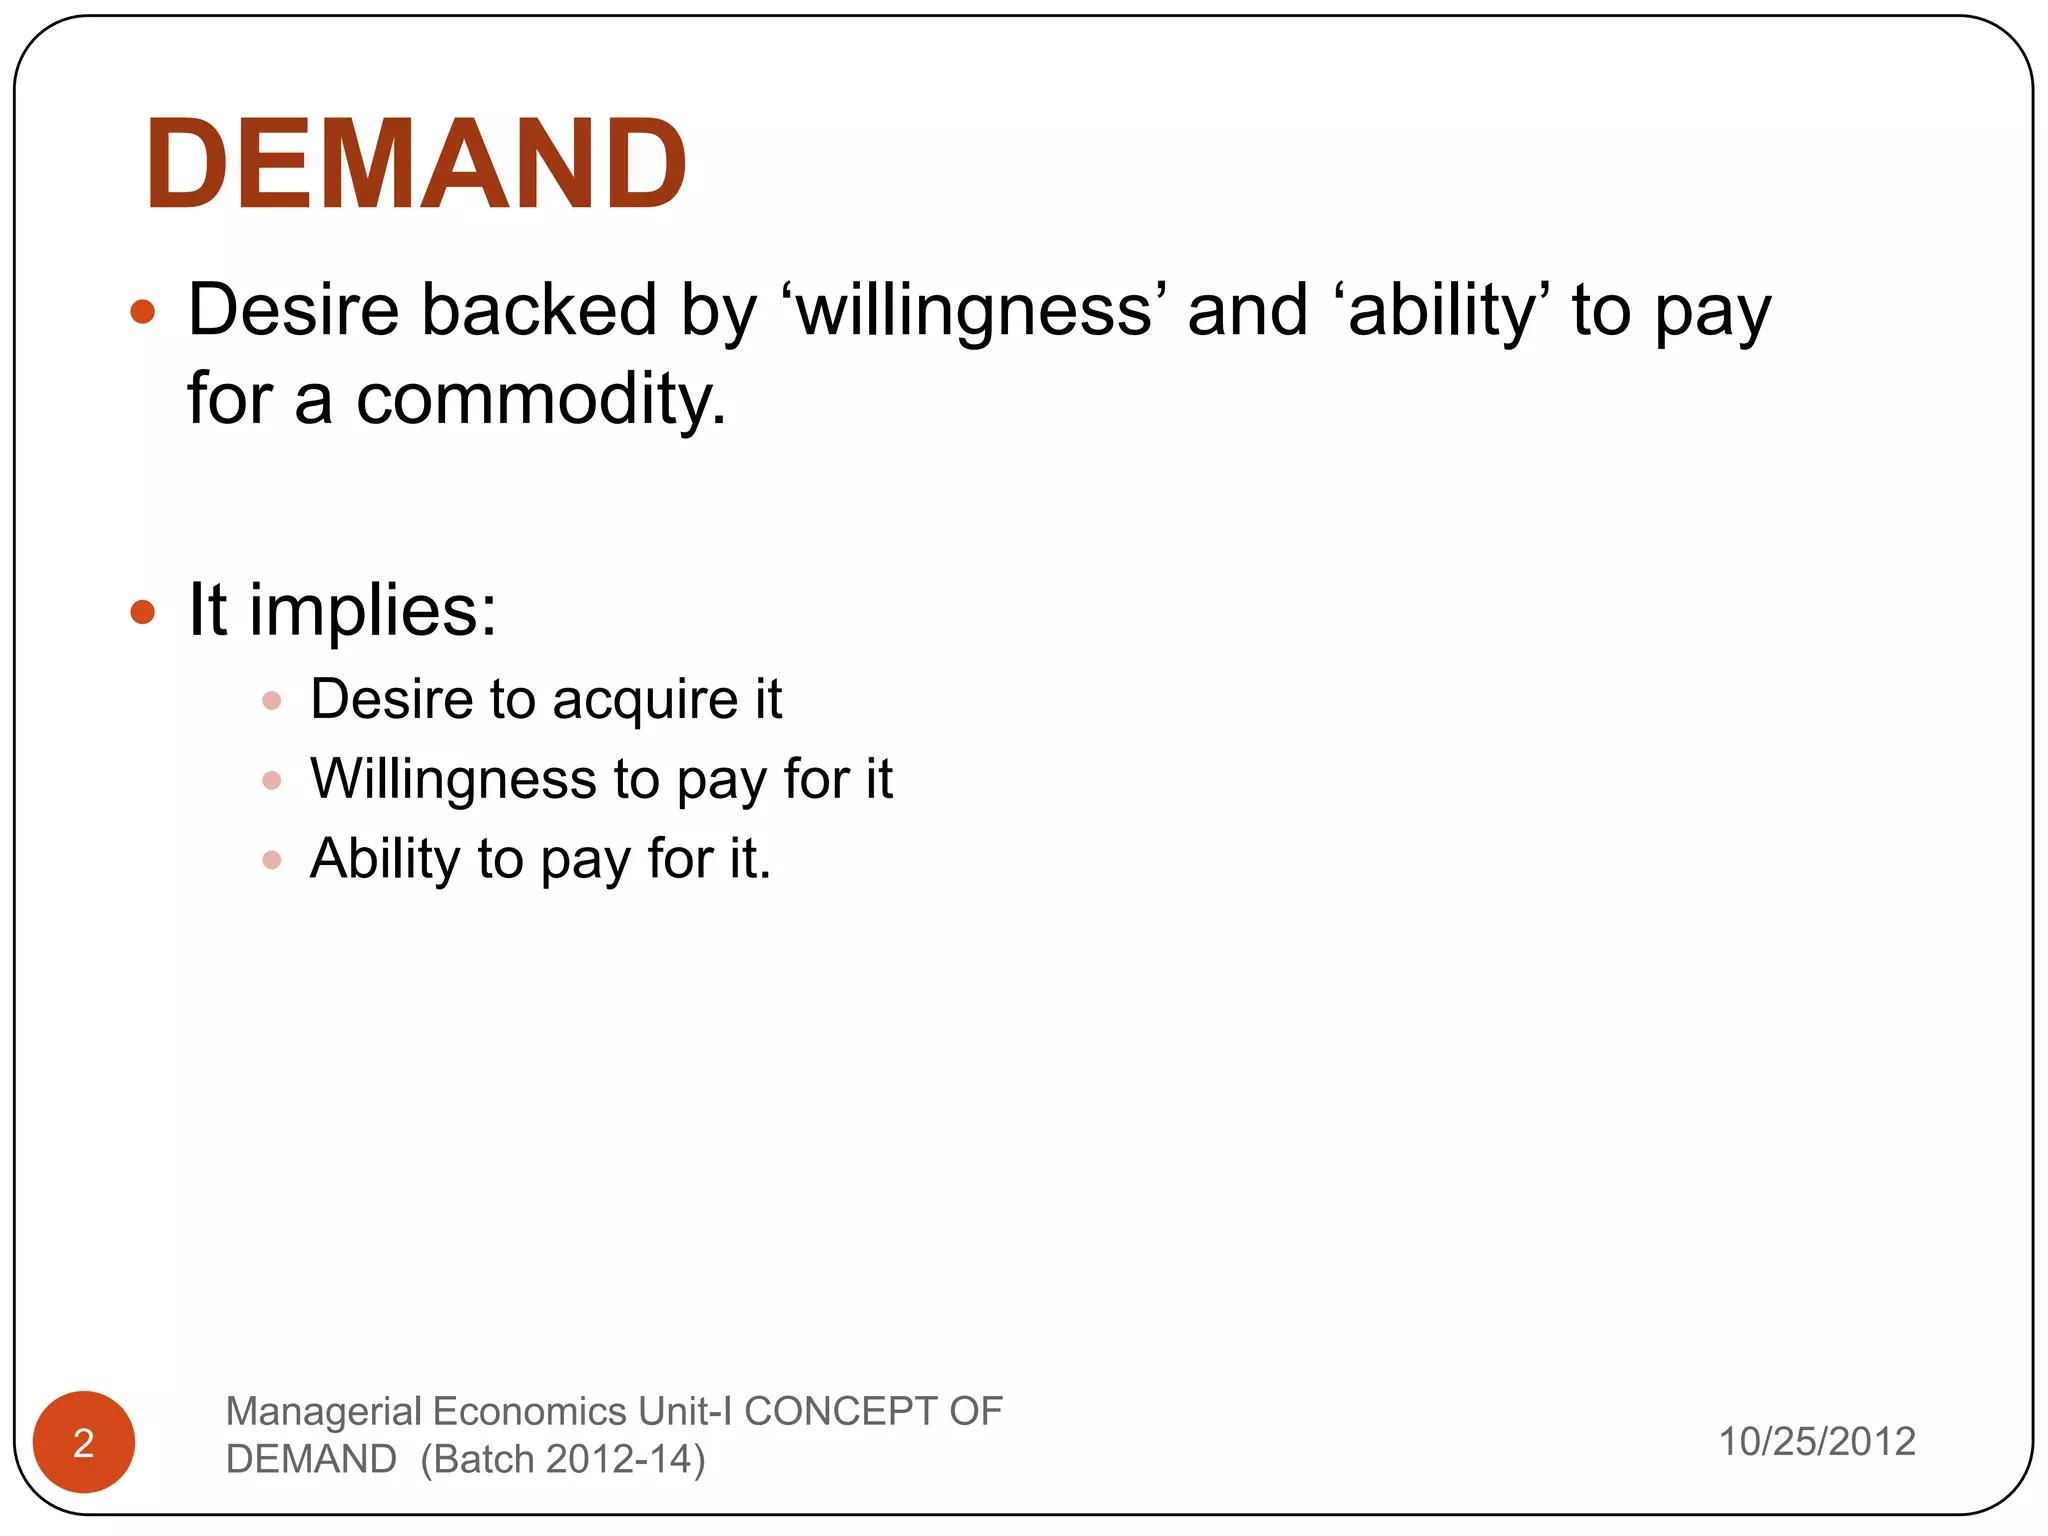 DEMAND
Desire backed by ‘willingness’ and ‘ability’ to pay
for a commodity.
It implies:
Desire to acquire it
Willingness to pay for it
Ability to pay for it.
2
Managerial Economics Unit-I CONCEPT OF
DEMAND (Batch 2012-14)
10/25/2012